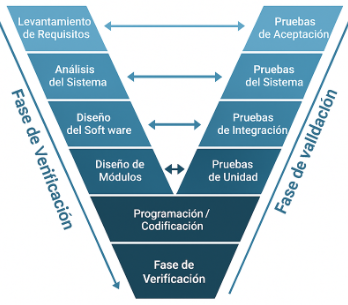 Levantamiento
de Requisitos
Pruebas
de Aceptación
Análisis
del Sistema
Pruebas
del Sistema
Diseño
del Soft ware
Pruebas
de Integración
Diseño de
Módulos
Pruebas
de Unidad
Programación /
Codificación
Fase de
Verificación
Fase de Verificación
Fase de validación